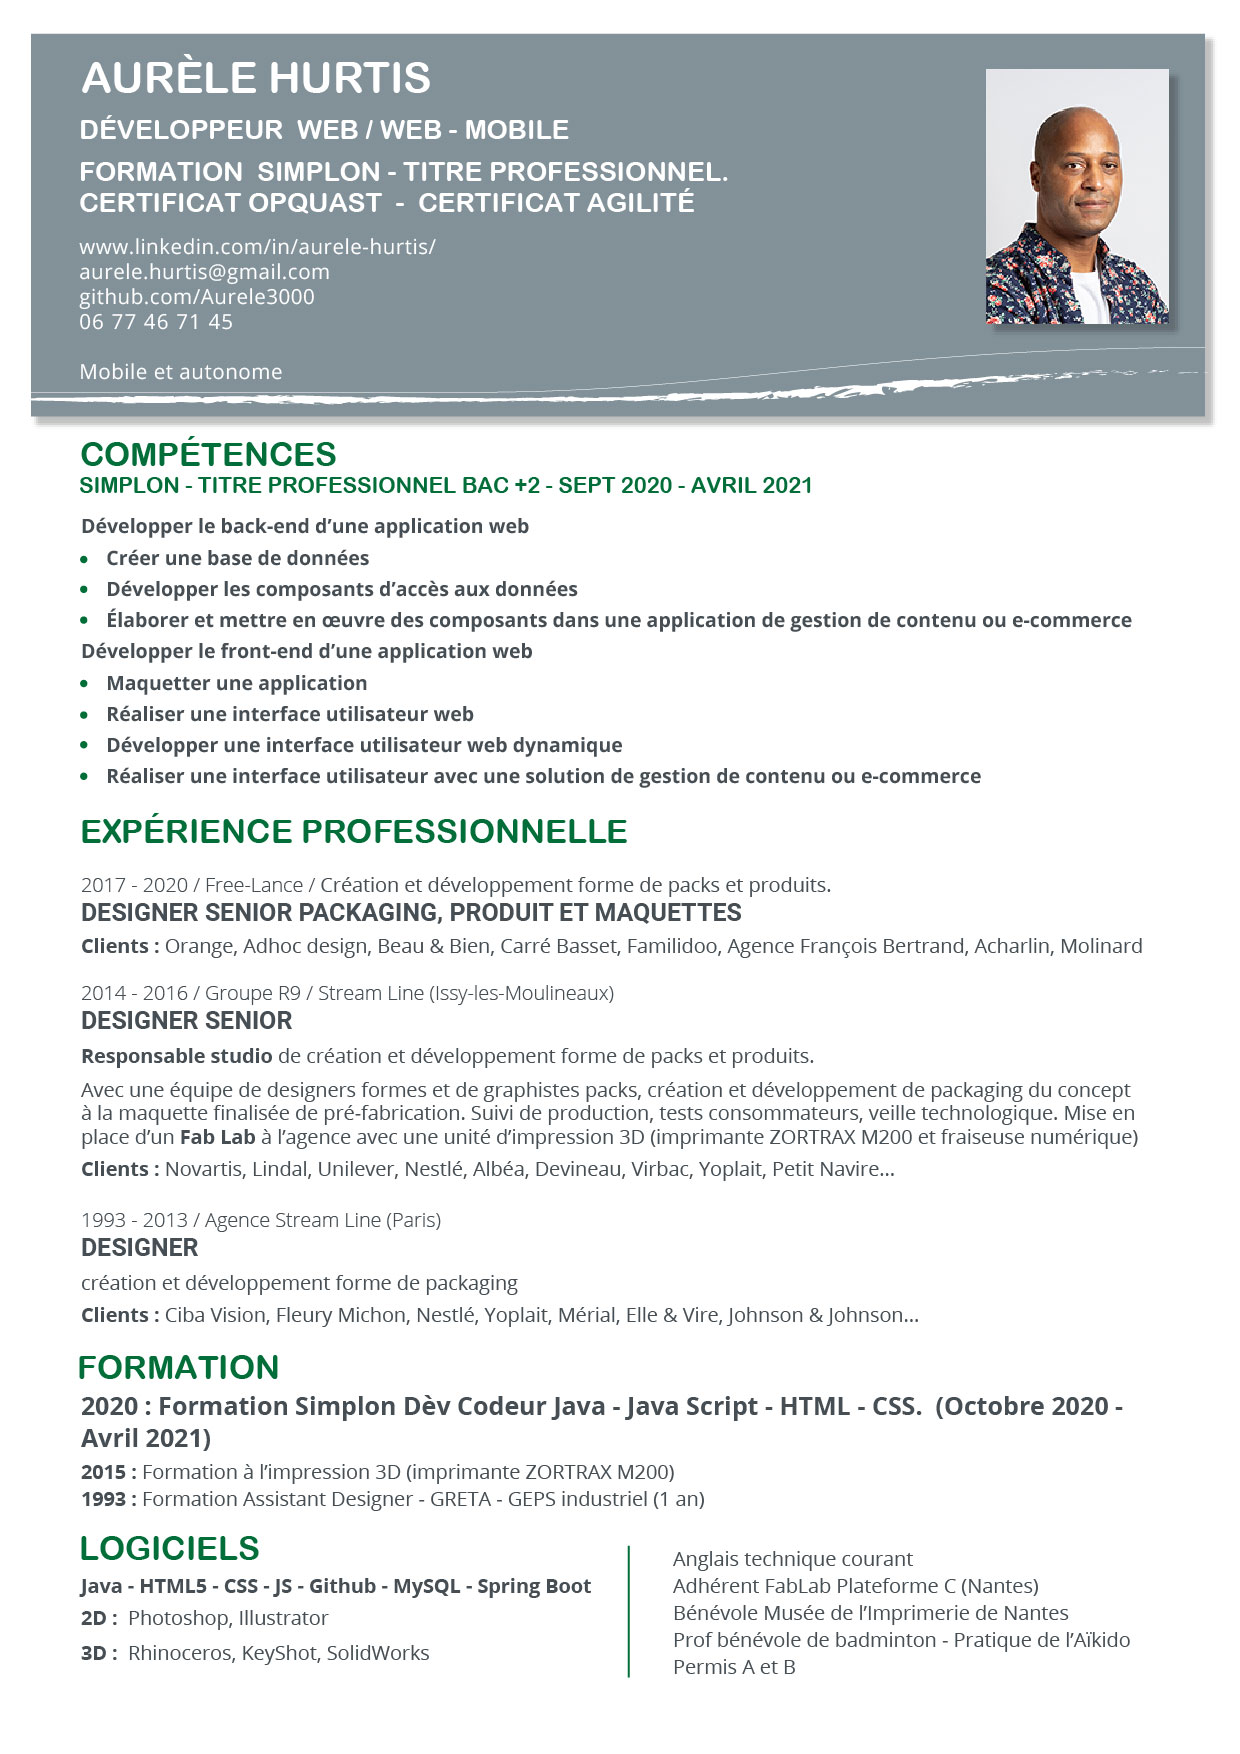 AURÈLE HURTIS
DÉVELOPPEUR WEB / WEB - MOBILE
FORMATION SIMPLON - TITRE PROFESSIONNEL.
CERTIFICAT OPQUAST - CERTIFICAT AGILITÉ
www.linkedin.com/in/aurele-hurtis/
aurele.hurtis@gmail.com
github.com/Aurele3000
06 77 46 71 45
Mobile et autonome
COMPÉTENCES
SIMPLON - TITRE PROFESSIONNEL BAC +2 - SEPT 2020 - AVRIL 2021
Développer le back-end d’une application web
• Créer une base de données
• Développer les composants d’accès aux données
• Élaborer et mettre en œuvre des composants dans une application de gestion de contenu ou e-commerce
Développer le front-end d’une application web
• Maquetter une application
• Réaliser une interface utilisateur web
• Développer une interface utilisateur web dynamique
• Réaliser une interface utilisateur avec une solution de gestion de contenu ou e-commerce
EXPÉRIENCE PROFESSIONNELLE
2017 - 2020 / Free-Lance / Création et développement forme de packs et produits.
DESIGNER SENIOR PACKAGING, PRODUIT ET MAQUETTES
Clients : Orange, Adhoc design, Beau & Bien, Carré Basset, Familidoo, Agence François Bertrand, Acharlin, Molinard
2014 - 2016 / Groupe R9 / Stream Line (Issy-les-Moulineaux)
DESIGNER SENIOR
Responsable studio de création et développement forme de packs et produits.
Avec une équipe de designers formes et de graphistes packs, création et développement de packaging du concept
à la maquette finalisée de pré-fabrication. Suivi de production, tests consommateurs, veille technologique. Mise en
place d’un Fab Lab à l’agence avec une unité d’impression 3D (imprimante ZORTRAX M200 et fraiseuse numérique)
Clients : Novartis, Lindal, Unilever, Nestlé, Albéa, Devineau, Virbac, Yoplait, Petit Navire...
1993 - 2013 / Agence Stream Line (Paris)
DESIGNER
création et développement forme de packaging
Clients : Ciba Vision, Fleury Michon, Nestlé, Yoplait, Mérial, Elle & Vire, Johnson & Johnson...
FORMATION
2020 : Formation Simplon Dèv Codeur Java - Java Script - HTML - CSS. (Octobre 2020 -
Avril 2021)
2015 : Formation à l’impression 3D (imprimante ZORTRAX M200)
1993 : Formation Assistant Designer - GRETA - GEPS industriel (1 an)
LOGICIELS
Java - HTML5 - CSS - JS - Github - MySQL - Spring Boot
2D : Photoshop, Illustrator
3D : Rhinoceros, KeyShot, SolidWorks
Anglais technique courant
Adhérent FabLab Plateforme C (Nantes)
Bénévole Musée de l’Imprimerie de Nantes
Prof bénévole de badminton - Pratique de l’Aïkido
Permis A et B